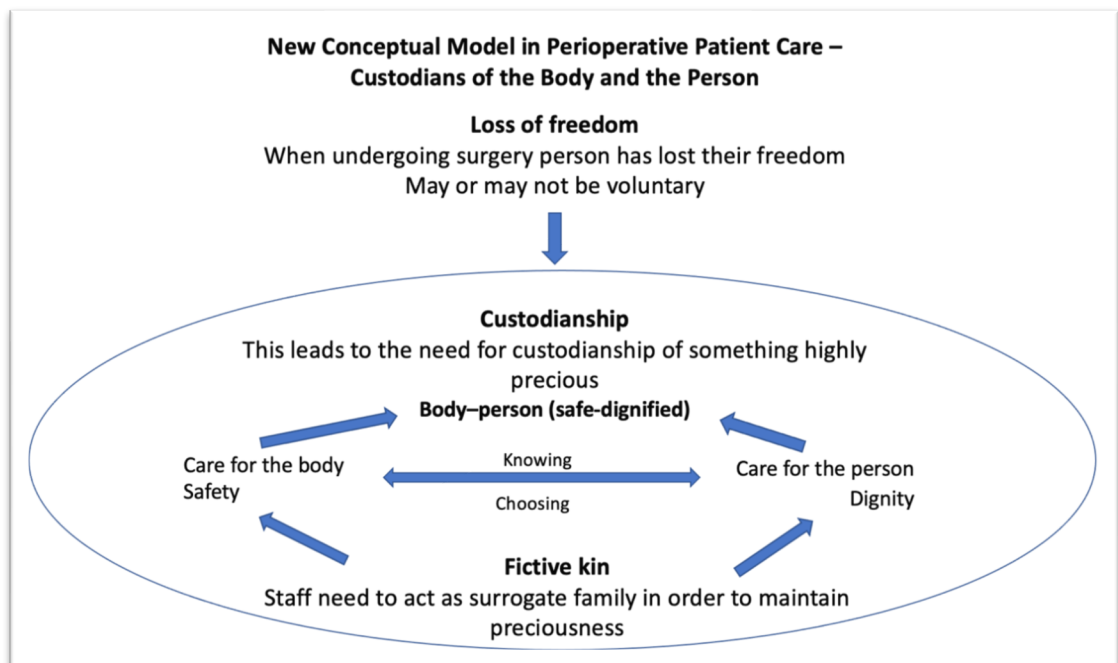 New Conceptual Model in Perioperative Patient Care –
Custodians of the Body and the Person
Loss of freedom
When undergoing surgery person has lost their freedom
May or may not be voluntary
Custodianship
This leads to the need for custodianship of something highly
precious
Body–person (safe-dignified)
Care for the body
Safety
Knowing
Choosing
Care for the person
Dignity
Fictive kin
Staff need to act as surrogate family in order to maintain
preciousness